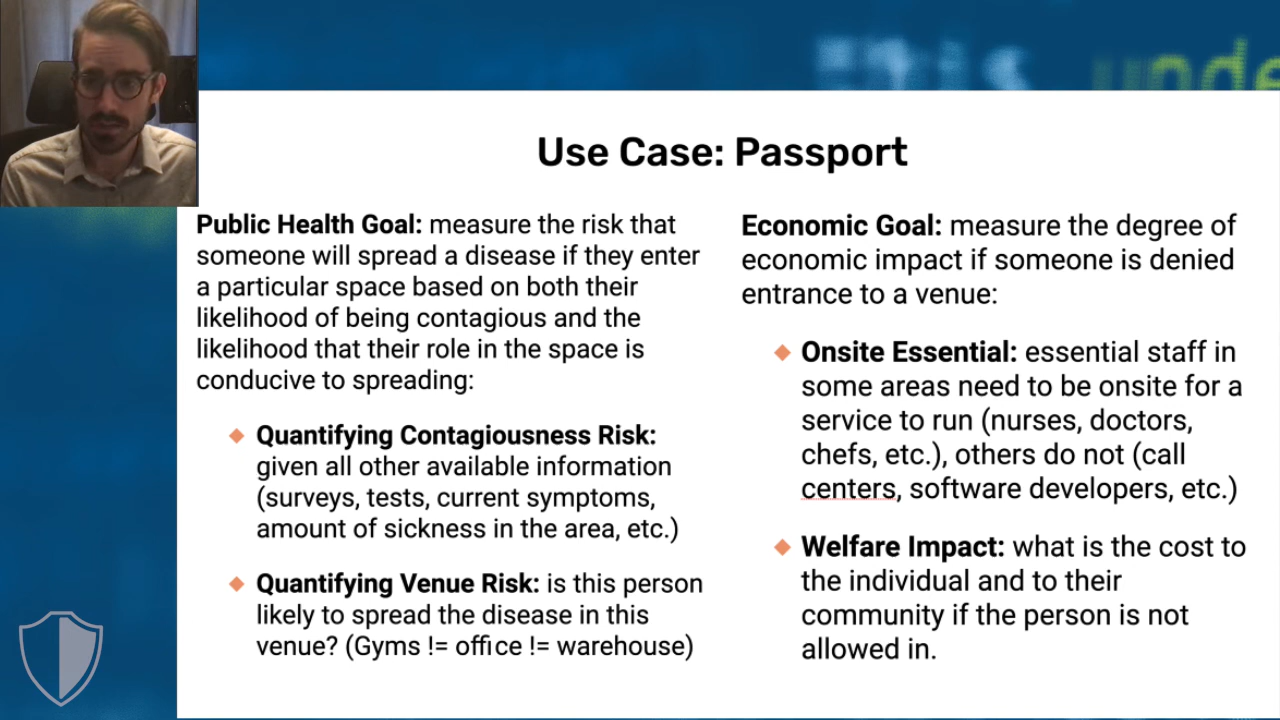 unde
Use Case: Passport
Public Health Goal: measure the risk that
someone will spread a disease if they enter
a particular space based on both their
likelihood of being contagious and the
likelihood that their role in the space is
conducive to spreading:
Quantifying Contagiousness Risk:
given all other available information
(surveys, tests, current symptoms,
amount of sickness in the area, etc.)
Quantifying Venue Risk: is this person
likely to spread the disease in this
venue? (Gyms != office != warehouse)
Economic Goal: measure the degree of
economic impact if someone is denied
entrance to a venue:
Onsite Essential: essential staff in
some areas need to be onsite for a
service to run (nurses, doctors,
chefs, etc.), others do not (call
centers, software developers, etc.)
Welfare Impact: what is the cost to
the individual and to their
community if the person is not
allowed in.